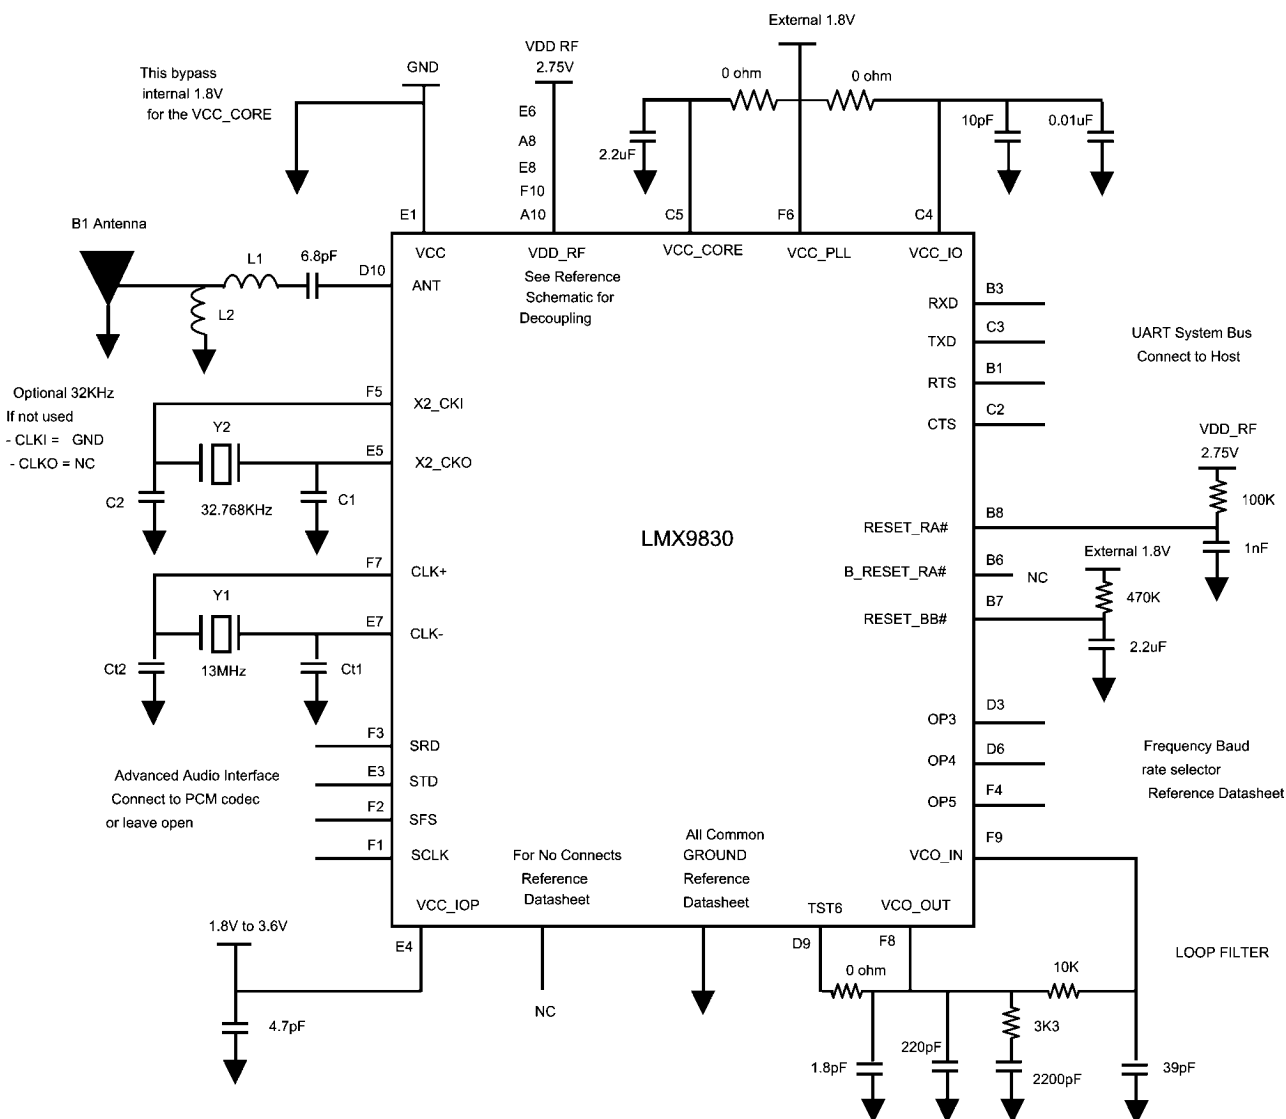 External 1.8V
VDD RF
2.75V
GND
This bypass
internal 1.8V
for the VCC_CORE
0 ohm
0 ohm
E6
A8
E8
F10
A10
2.2uF
10pF
0.01uF
E1
C5
F6
C4
B1 Antenna
VCC
VDD_RF
VCC_CORE
VCC_PLL
VCC_IO
L1
6.8pF
D10
ANT
See Reference
Schematic for
Decoupling
L2
B3
RXD
C3
TXD
B1
RTS
C2
CTS
UART System Bus
Connect to Host
Optional 32KHz
If not used
- CLKI = GND
- CLKO = NC
F5
X2_CKI
Y2
E5
X2_CKO
C2
32.768KHz
C1
VDD_RF
2.75V
100K
B8
RESET_RA#
1nF
LMX9830
External 1.8V
F7
CLK+
B6
B_RESET_RA#
NC
Y1
E7
CLK-
B7
RESET_BB#
470K
2.2uF
Ct2
13MHz
Ct1
D3
OP3
D6
OP4
F4
OP5
Frequency Baud
rate selector
Reference Datasheet
F3
SRD
E3
STD
F2
SFS
F1
SCLK
Advanced Audio Interface
Connect to PCM codec
or leave open
For No Connects
Reference
Datasheet
All Common
GROUND
Reference
Datasheet
F9
VCO_IN
VCC_IOP
TST6
VCO_OUT
1.8V to 3.6V
E4
D9
F8
LOOP FILTER
0 ohm
10K
4.7pF
NC
3K3
1.8pF
220pF
2200pF
39pF